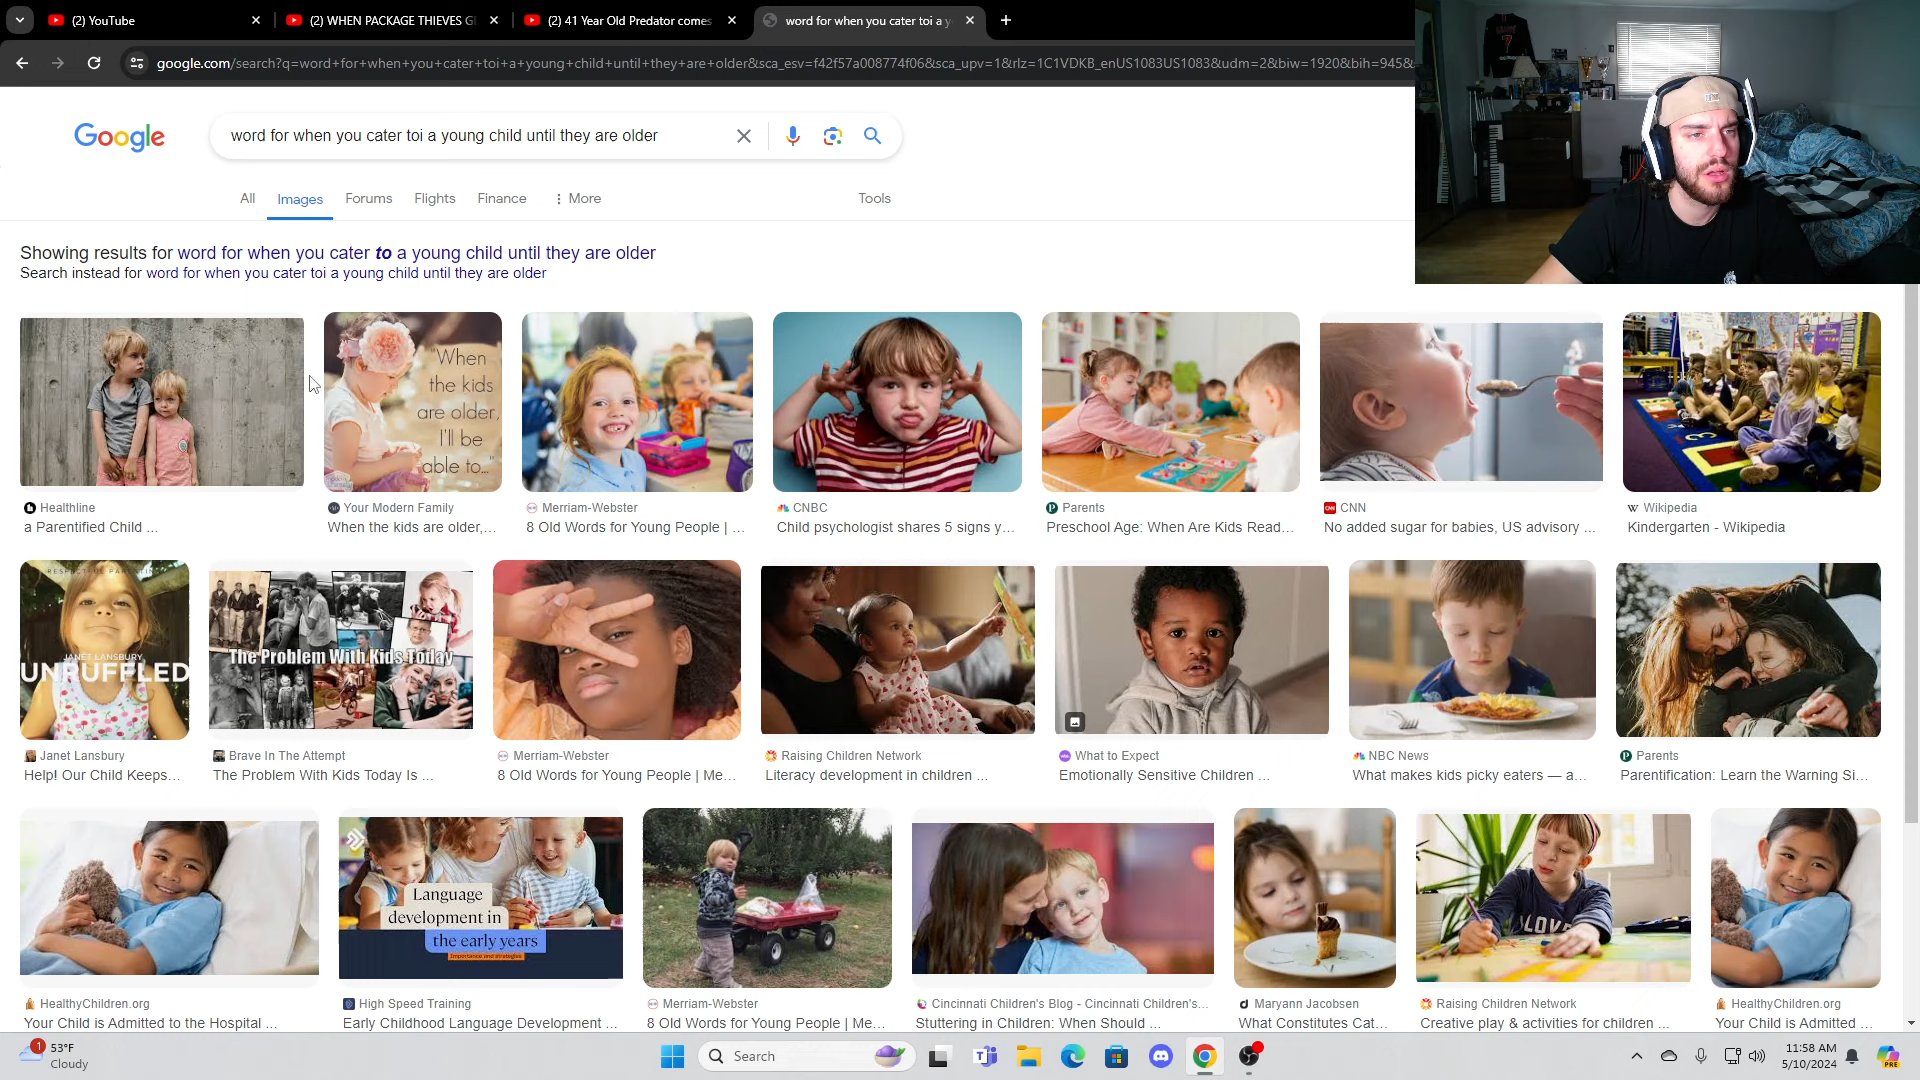 (2) YouTube
(2) WHEN PACKAGE THIEVES G
(2) 41 Year Old Predator comes
word for when you cater toi a y
google.com/search?q=word+for+when+you+cater+toi+a+young+child+until+they+are+older&sca_esv=f42f57a008774f06&sca_upv=1&rlz=1C1VDKB_enUS1083US1083&udm=2&biw=1920&bih=945&
Google
word for when you cater toi a young child until they are older
All
Images
Forums
Flights
Finance
More
Tools
Showing results for word for when you cater to a young child until they are older
Search instead for word for when you cater toi a young child until they are older
"When
the kids
are older,
I'll be
able to..."
Healthline
a Parentified Child ...
Your Modern Family
When the kids are older,...
Merriam-Webster
8 Old Words for Young People | ...
CNBC
Child psychologist shares 5 signs y...
Parents
Preschool Age: When Are Kids Read...
CNN
No added sugar for babies, US advisory ...
Wikipedia
Kindergarten - Wikipedia
RESPECTFUL PARENTING
JANET LANSBURY
UNRUFFLED
The Problem With Kids Today
Janet Lansbury
Help! Our Child Keeps...
Brave In The Attempt
The Problem With Kids Today Is ...
Merriam-Webster
8 Old Words for Young People | Me...
Raising Children Network
Literacy development in children ...
What to Expect
Emotionally Sensitive Children ...
NBC News
What makes kids picky eaters — a...
Parents
Parentification: Learn the Warning Si...
Language
development in
the early years
Importance and strategies
LOVE
HealthyChildren.org
Your Child is Admitted to the Hospital ...
High Speed Training
Early Childhood Language Development ...
Merriam-Webster
8 Old Words for Young People | Me...
Cincinnati Children's Blog - Cincinnati Children's...
Stuttering in Children: When Should ...
Maryann Jacobsen
What Constitutes Cat...
Raising Children Network
Creative play & activities for children ...
HealthyChildren.org
Your Child is Admitted ...
1
53°F
Cloudy
Search
11:58 AM
5/10/2024
PRE
7